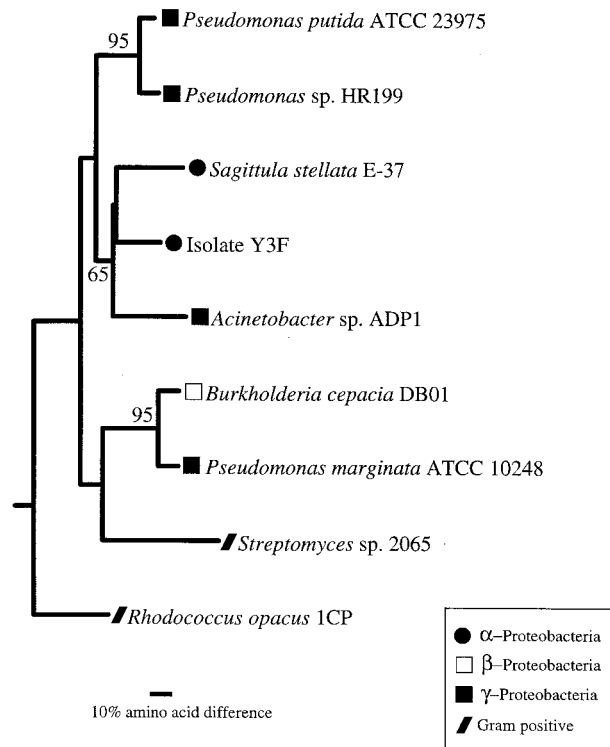 Pseudomonas putida ATCC 23975
95
Pseudomonas sp. HR199
Sagittula stellata E-37
Isolate Y3F
65
Acinetobacter sp. ADP1
Burkholderia cepacia DB01
95
Pseudomonas marginata ATCC 10248
Streptomyces sp. 2065
Rhodococcus opacus 1CP
10% amino acid difference
α-Proteobacteria
β-Proteobacteria
γ-Proteobacteria
Gram positive